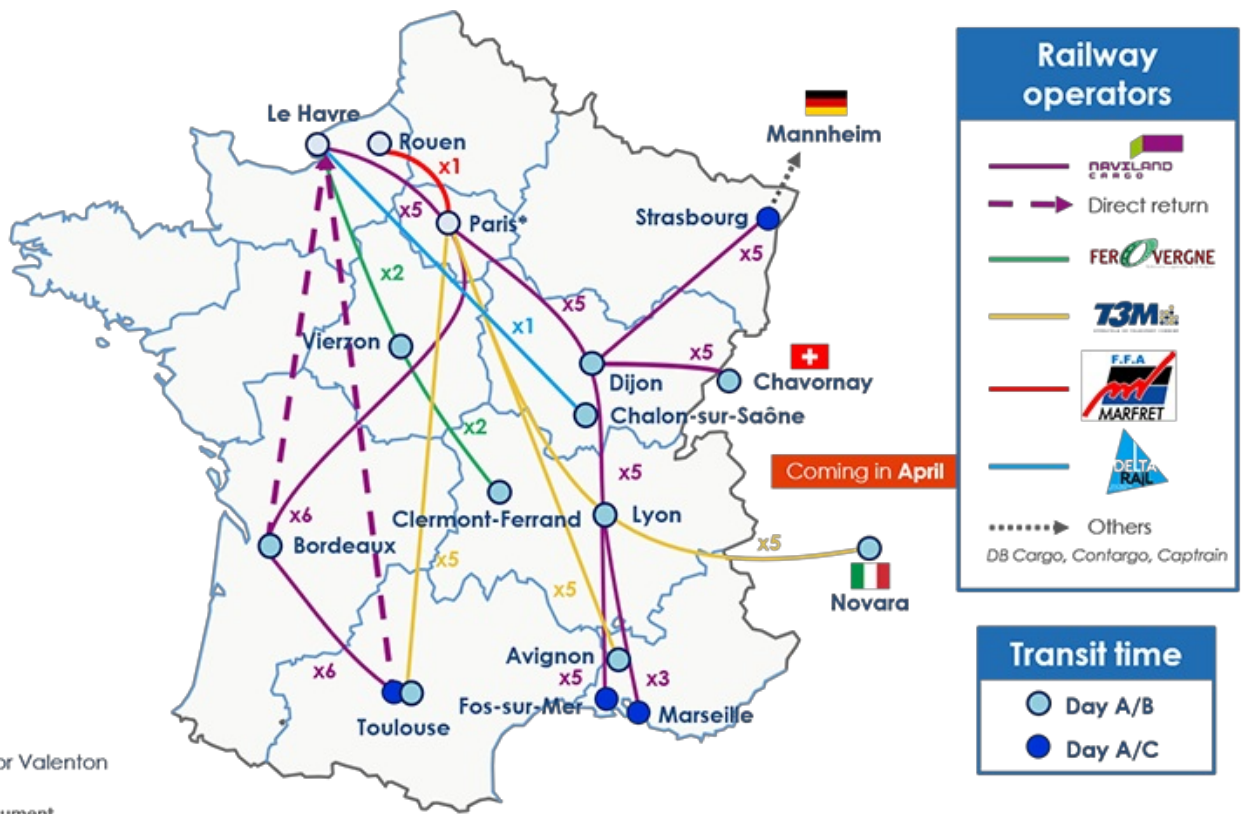 Le Havre
Rouen
x1
x5
Paris*
Mannheim
Strasbourg
x5
x2
x5
x1
Vierzon
x5
Dijon
Chavornay
Chalon-sur-Saône
x2
x5
Coming in April
Clermont-Ferrand
Lyon
x6
Bordeaux
x5
x5
x5
Novara
Avignon
x6
x5
x3
Fos-sur-Mer
Marseille
Toulouse
or Valenton
Railway
operators
NAVILAND
CARGO
Direct return
FEROVERGNE
T3M
F.F.A
MARFRET
DELTA
RAIL
Others
DB Cargo, Contargo, Captrain
Transit time
Day A/B
Day A/C